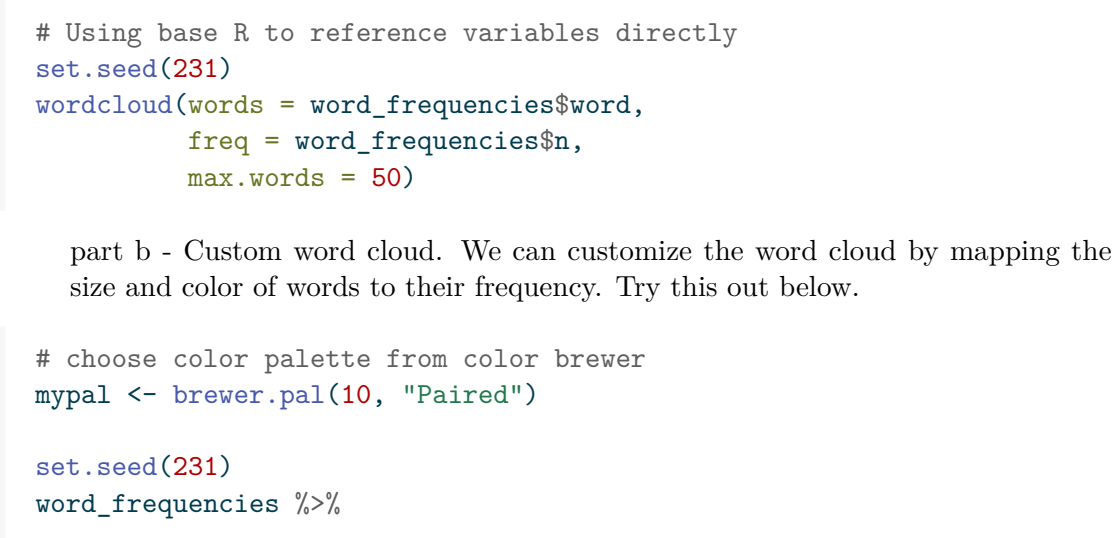 # Using base R to reference variables directly
set.seed(231)
wordcloud(words = word_frequencies$word,
          freq = word_frequencies$n,
          max.words = 50)
part b - Custom word cloud. We can customize the word cloud by mapping the
size and color of words to their frequency. Try this out below.
# choose color palette from color brewer
mypal <- brewer.pal(10, "Paired")
set.seed(231)
word_frequencies %>%